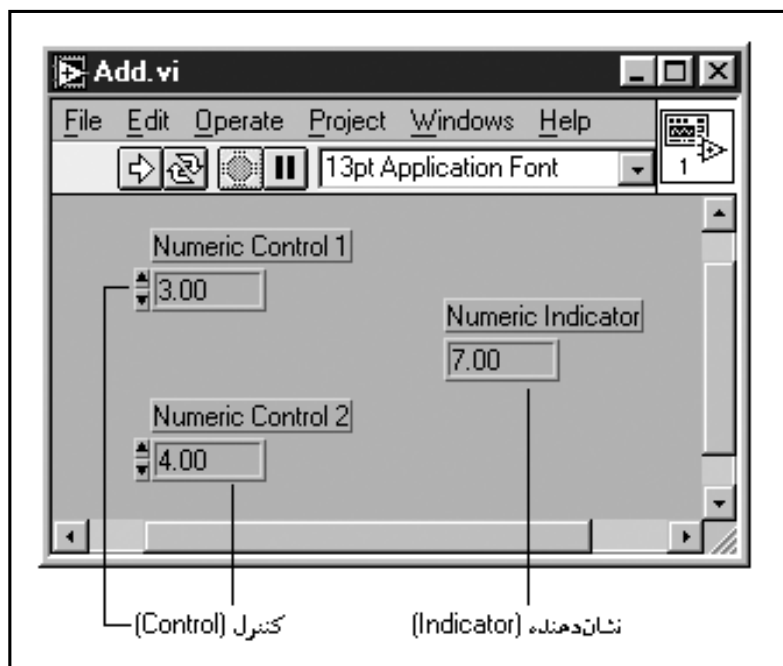 Add.vi
File Edit Operate Project Windows Help
13pt Application Font
1
Numeric Control 1
3.00
Numeric Indicator
7.00
Numeric Control 2
4.00
کنترل (Control)
نشان‌دهنده (Indicator)